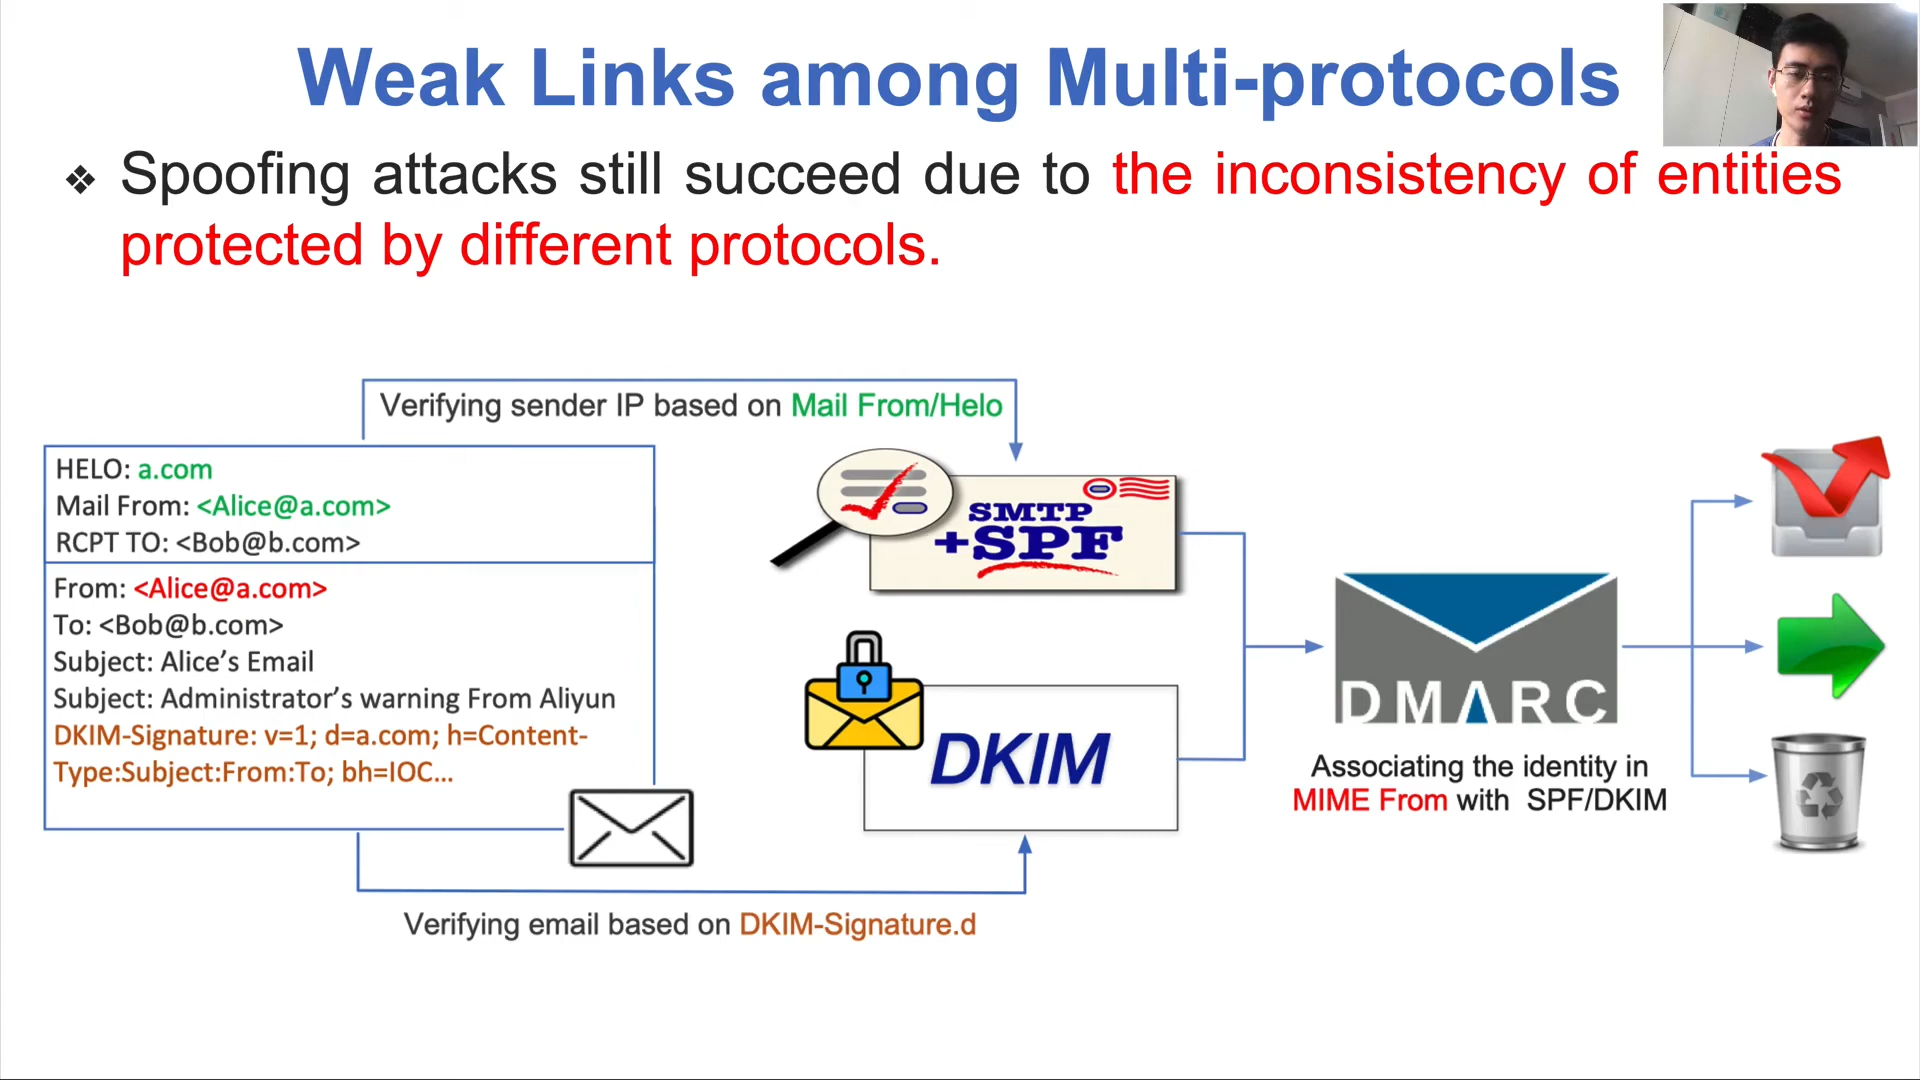 Weak Links among Multi-protocols
❖ Spoofing attacks still succeed due to the inconsistency of entities
protected by different protocols.
Verifying sender IP based on Mail From/Helo
HELO: a.com
Mail From: <Alice@a.com>
RCPT TO: <Bob@b.com>
From: <Alice@a.com>
To: <Bob@b.com>
Subject: Alice’s Email
Subject: Administrator’s warning From Aliyun
DKIM-Signature: v=1; d=a.com; h=Content-
Type:Subject:From:To; bh=IOC...
SMTP
+SPF
DKIM
DMARC
Associating the identity in
MIME From with SPF/DKIM
Verifying email based on DKIM-Signature.d